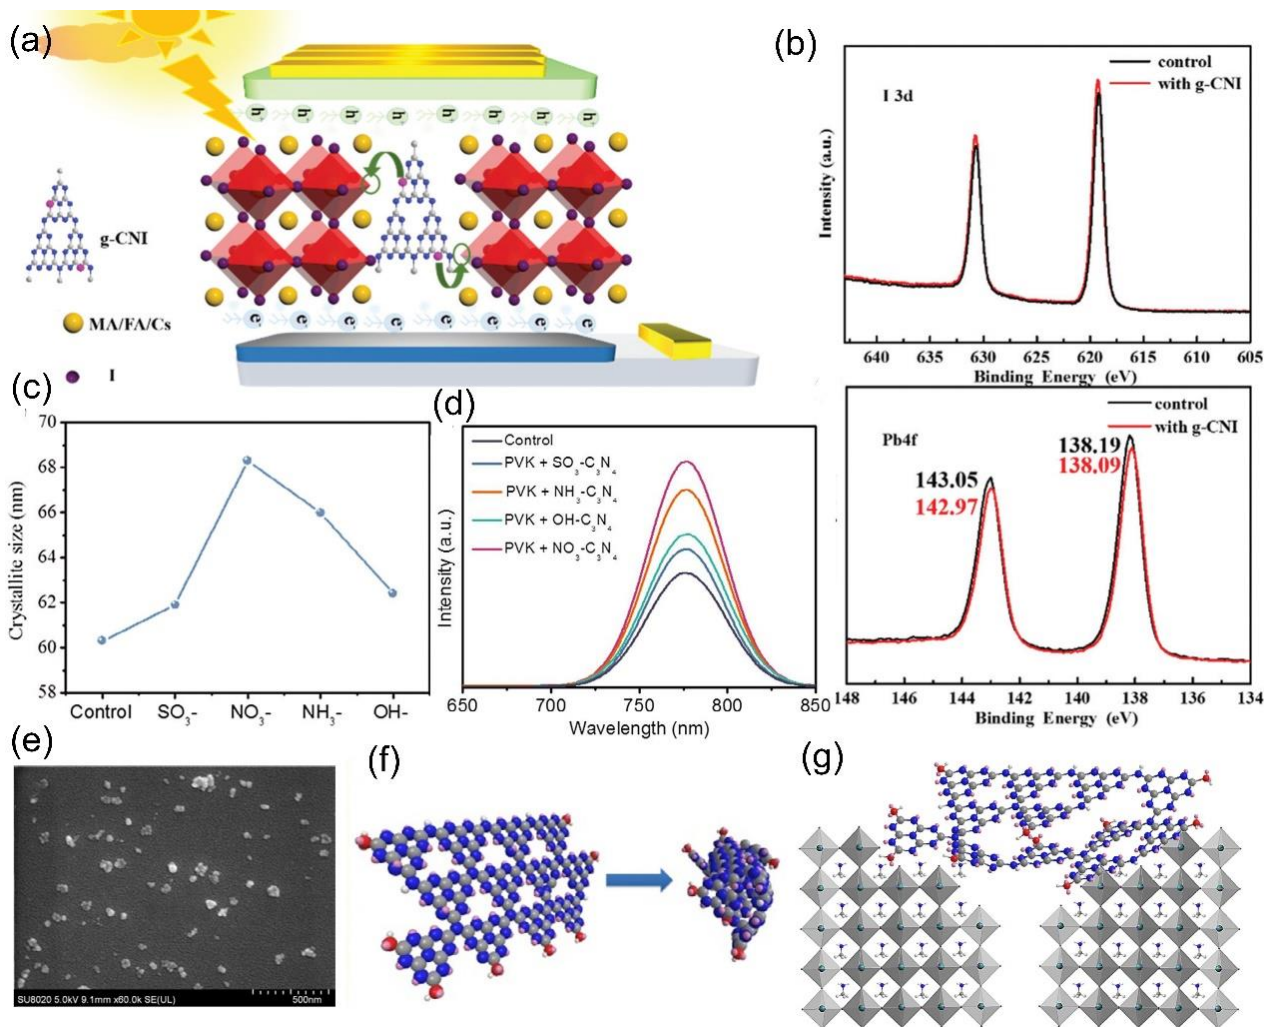 (a)
h⁺ h⁺ h⁺ h⁺ h⁺ h⁺ h⁺ h⁺
g-CNI
MA/FA/Cs
I
e⁻ e⁻ e⁻ e⁻ e⁻ e⁻ e⁻ e⁻
(b)
control
with g-CNI
I 3d
Intensity (a.u.)
640 635 630 625 620 615 610 605
Binding Energy (eV)
control
with g-CNI
Pb4f
138.19
138.09
143.05
142.97
148 146 144 142 140 138 136 134
Binding Energy (eV)
(c)
Crystallite size (nm)
70
68
66
64
62
60
58
Control SO₃- NO₃- NH₃- OH-
(d)
Control
PVK + SO₃-C₃N₄
PVK + NH₃-C₃N₄
PVK + OH-C₃N₄
PVK + NO₃-C₃N₄
Intensity (a.u.)
650 700 750 800 850
Wavelength (nm)
(e)
SU8020 5.0kV 9.1mm x60.0k SE(UL)
500nm
(f)
(g)